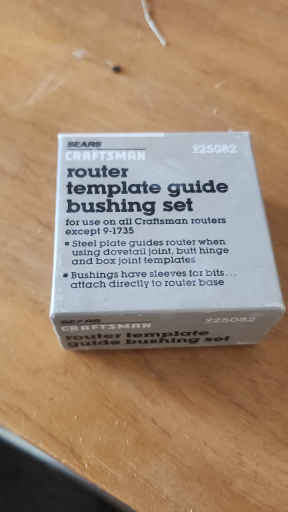 SEARS
CRAFTSMAN 925082
router
template guide
bushing set
for use on all Craftsman routers
except 9-1735
Steel plate guides router when
using dovetail joint, butt hinge
and box joint templates
Bushings have sleeves for bits...
attach directly to router base
SEARS
CRAFTSMAN 925082
router template
guide bushing set